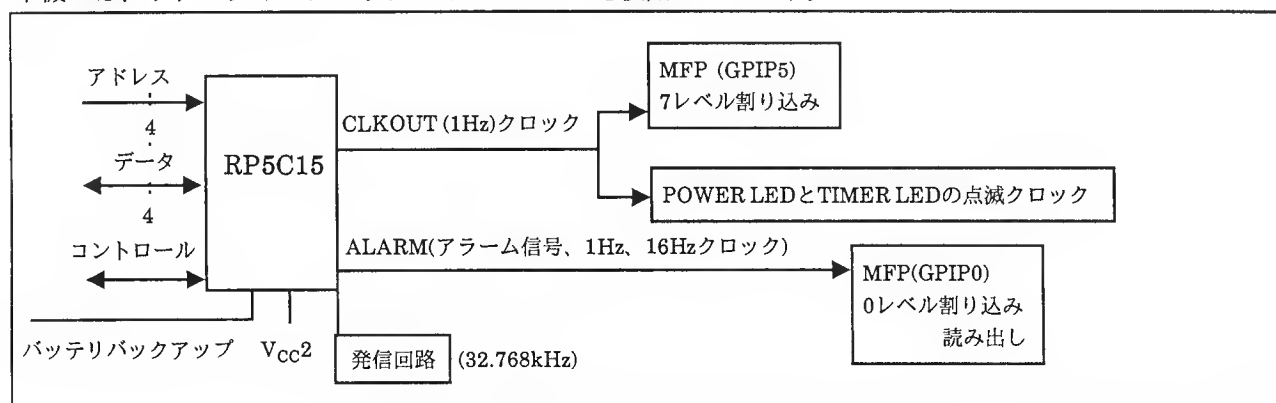 アドレス
4
データ
4
コントロール
RP5C15
CLKOUT (1Hz)クロック
MFP (GPIP5)
7レベル割り込み
POWER LEDとTIMER LEDの点滅クロック
ALARM(アラーム信号、1Hz、16Hzクロック)
MFP(GPIP0)
0レベル割り込み
読み出し
バッテリバックアップ
VCC2
発信回路
(32.768kHz)